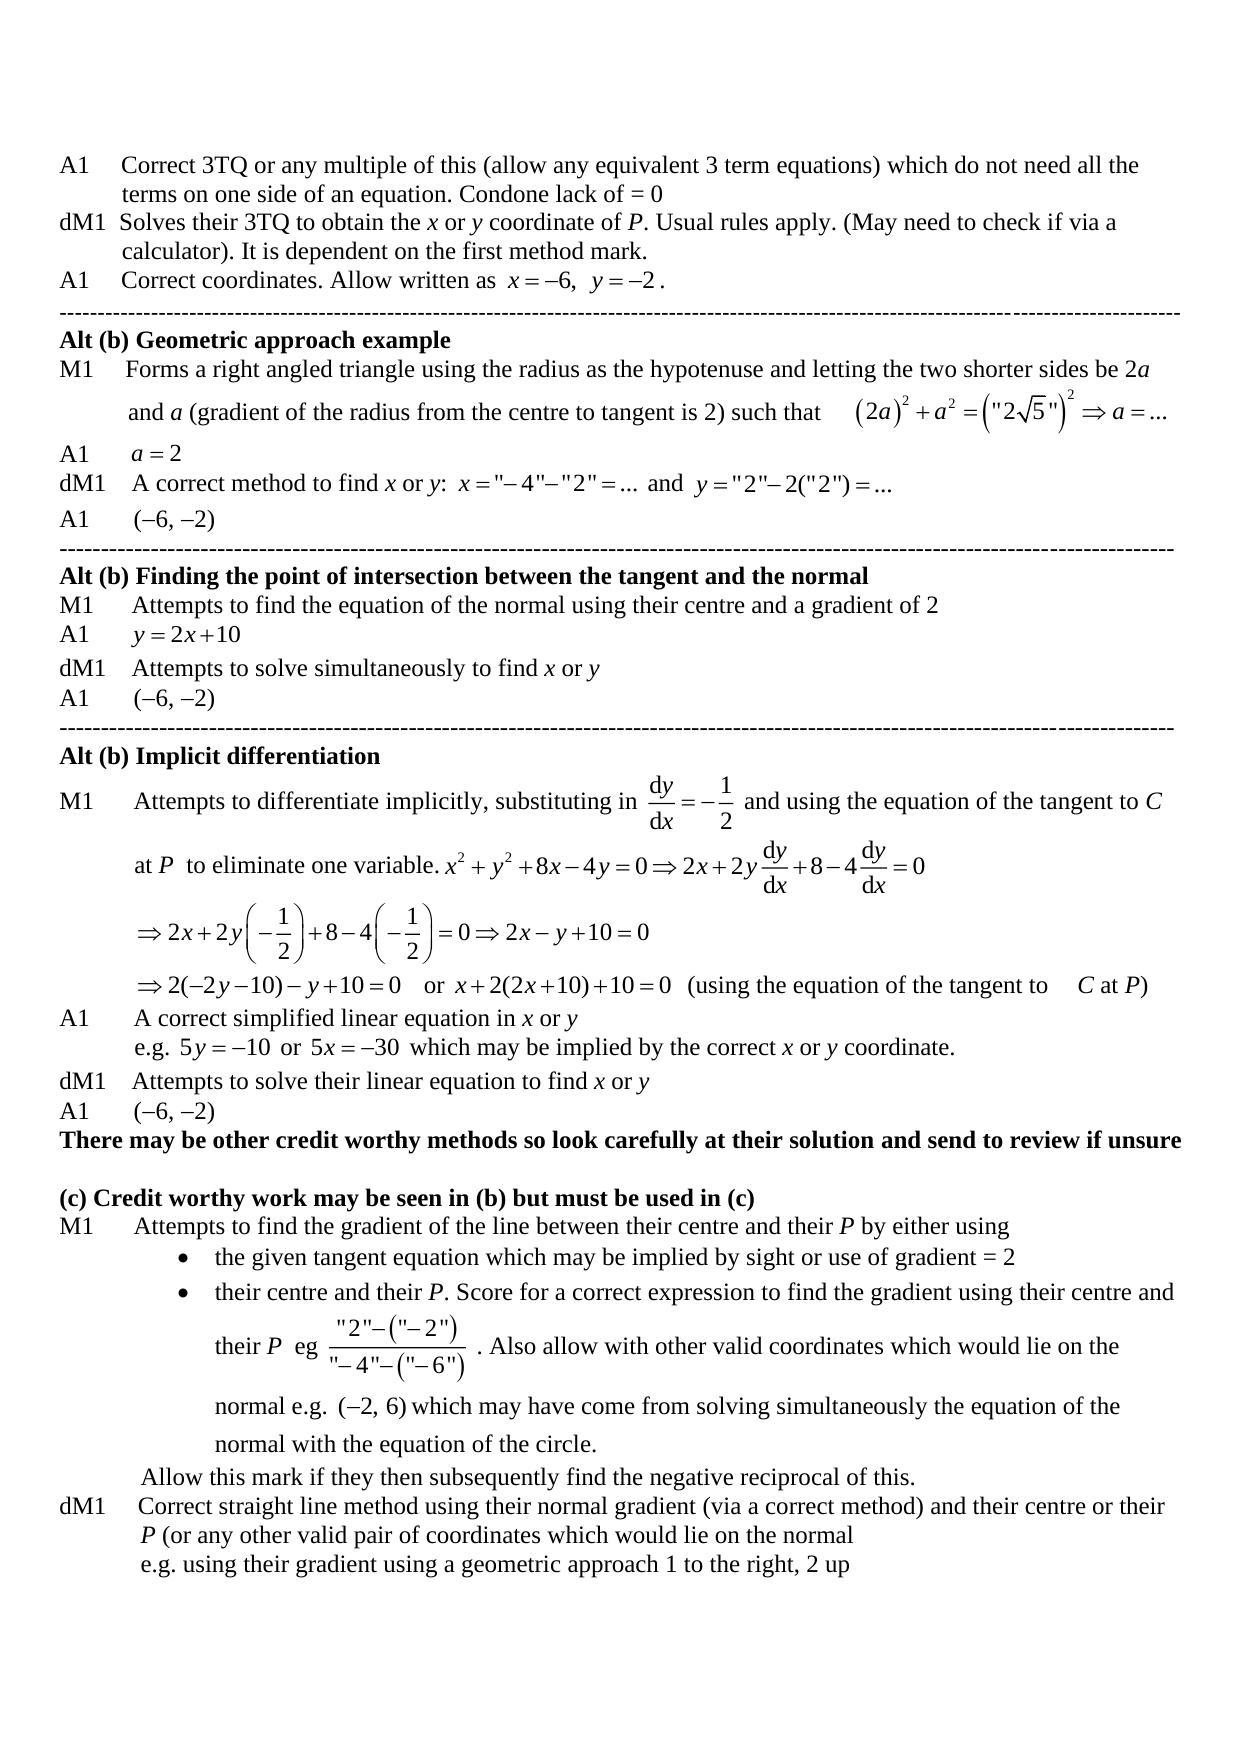 A1 Correct 3TQ or any multiple of this (allow any equivalent 3 term equations) which do not need all the
terms on one side of an equation. Condone lack of = 0
dM1 Solves their 3TQ to obtain the x or y coordinate of P. Usual rules apply. (May need to check if via a
calculator). It is dependent on the first method mark.
A1 Correct coordinates. Allow written as x = –6, y = –2.
------------------------------------------------------------------------------------------------------------------------------------------
Alt (b) Geometric approach example
M1 Forms a right angled triangle using the radius as the hypotenuse and letting the two shorter sides be 2a
and a (gradient of the radius from the centre to tangent is 2) such that (2a)² + a² = ("2√5")² ⇒ a = ...
A1 a = 2
dM1 A correct method to find x or y: x = "– 4"– "2" = ... and y = "2"– 2("2") = ...
A1 (–6, –2)
------------------------------------------------------------------------------------------------------------------------------------------
Alt (b) Finding the point of intersection between the tangent and the normal
M1 Attempts to find the equation of the normal using their centre and a gradient of 2
A1 y = 2x+10
dM1 Attempts to solve simultaneously to find x or y
A1 (–6, –2)
------------------------------------------------------------------------------------------------------------------------------------------
Alt (b) Implicit differentiation
M1 Attempts to differentiate implicitly, substituting in dy/dx = –1/2 and using the equation of the tangent to C
at P to eliminate one variable. x² + y² + 8x – 4y = 0 ⇒ 2x + 2y dy/dx + 8 – 4 dy/dx = 0
⇒ 2x + 2y(–1/2) + 8 – 4(–1/2) = 0 ⇒ 2x – y + 10 = 0
⇒ 2(–2y –10) – y +10 = 0 or x + 2(2x +10) +10 = 0 (using the equation of the tangent to C at P)
A1 A correct simplified linear equation in x or y
e.g. 5y = –10 or 5x = –30 which may be implied by the correct x or y coordinate.
dM1 Attempts to solve their linear equation to find x or y
A1 (–6, –2)
There may be other credit worthy methods so look carefully at their solution and send to review if unsure
(c) Credit worthy work may be seen in (b) but must be used in (c)
M1 Attempts to find the gradient of the line between their centre and their P by either using
• the given tangent equation which may be implied by sight or use of gradient = 2
• their centre and their P. Score for a correct expression to find the gradient using their centre and
their P eg ("2"–("– 2"))/("– 4"–("– 6")) . Also allow with other valid coordinates which would lie on the
normal e.g. (–2, 6) which may have come from solving simultaneously the equation of the
normal with the equation of the circle.
Allow this mark if they then subsequently find the negative reciprocal of this.
dM1 Correct straight line method using their normal gradient (via a correct method) and their centre or their
P (or any other valid pair of coordinates which would lie on the normal
e.g. using their gradient using a geometric approach 1 to the right, 2 up